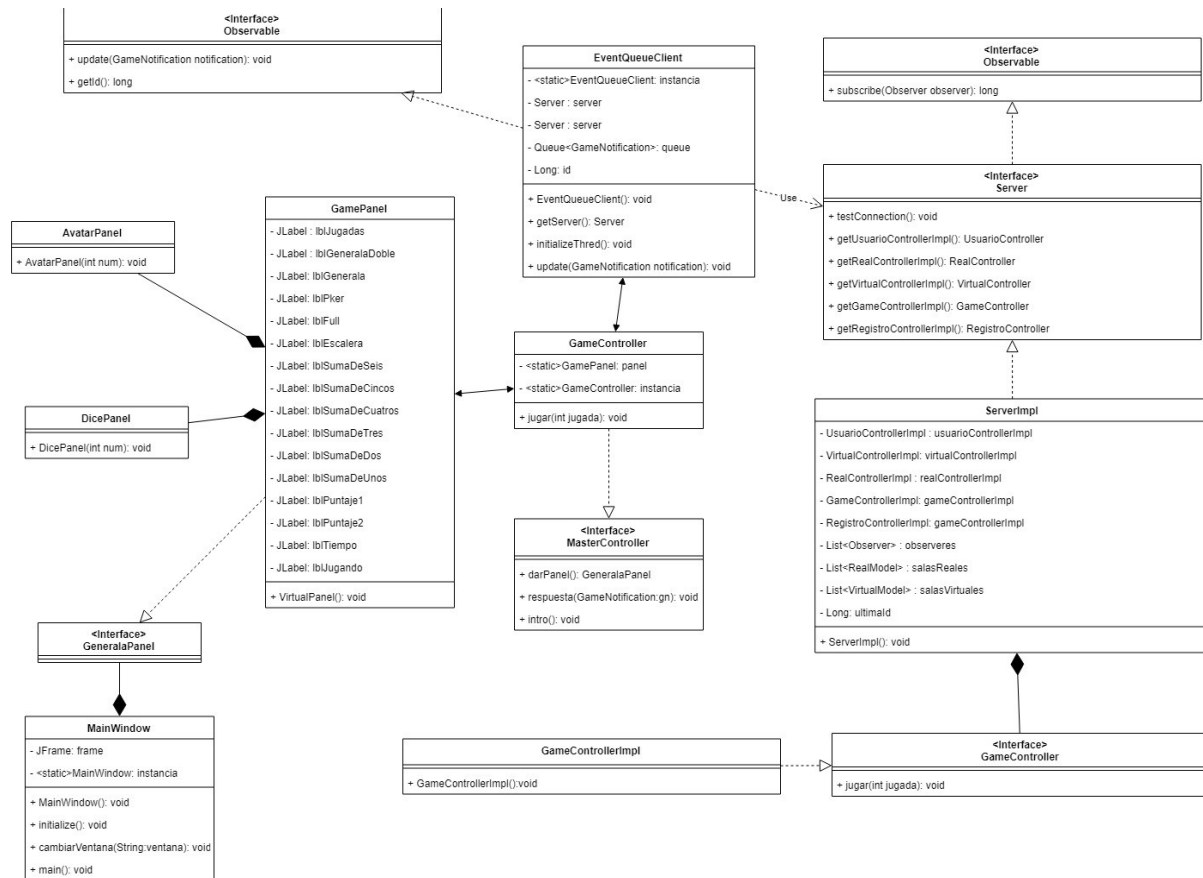 <Interface>
Observable
+ update(GameNotification notification): void
+ getId(): long
EventQueueClient
- <static>EventQueueClient: instancia
- Server : server
- Server : server
- Queue<GameNotification>: queue
- Long: id
+ EventQueueClient(): void
+ getServer(): Server
+ initializeThred(): void
+ update(GameNotification notification): void
<Interface>
Observable
+ subscribe(Observer observer): long
Use
<Interface>
Server
+ testConnection(): void
+ getUsuarioControllerImpl(): UsuarioController
+ getRealControllerImpl(): RealController
+ getVirtualControllerImpl(): VirtualController
+ getGameControllerImpl(): GameController
+ getRegistroControllerImpl(): RegistroController
AvatarPanel
+ AvatarPanel(int num): void
GamePanel
- JLabel : lblJugadas
- JLabel : lblGeneralaDoble
- JLabel: lblGenerala
- JLabel: lblPker
- JLabel: lblFull
- JLabel: lblEscalera
- JLabel: lblSumaDeSeis
- JLabel: lblSumaDeCincos
- JLabel: lblSumaDeCuatros
- JLabel: lblSumaDeTres
- JLabel: lblSumaDeDos
- JLabel: lblSumaDeUnos
- JLabel: lblPuntaje1
- JLabel: lblPuntaje2
- JLabel: lblTiempo
- JLabel: lblJugando
+ VirtualPanel(): void
GameController
- <static>GamePanel: panel
- <static>GameController: instancia
+ jugar(int jugada): void
DicePanel
+ DicePanel(int num): void
ServerImpl
- UsuarioControllerImpl : usuarioControllerImpl
- VirtualControllerImpl: virtualControllerImpl
- RealControllerImpl : realControllerImpl
- GameControllerImpl: gameControllerImpl
- RegistroControllerImpl: gameControllerImpl
- List<Observer> : observeres
- List<RealModel> : salasReales
- List<VirtualModel> : salasVirtuales
- Long: ultimaId
+ ServerImpl(): void
<Interface>
MasterController
+ darPanel(): GeneralaPanel
+ respuesta(GameNotification:gn): void
+ intro(): void
<Interface>
GeneralaPanel
MainWindow
- JFrame: frame
- <static>MainWindow: instancia
+ MainWindow(): void
+ initialize(): void
+ cambiarVentana(String:ventana): void
+ main(): void
GameControllerImpl
+ GameControllerImpl():void
<Interface>
GameController
+ jugar(int jugada): void